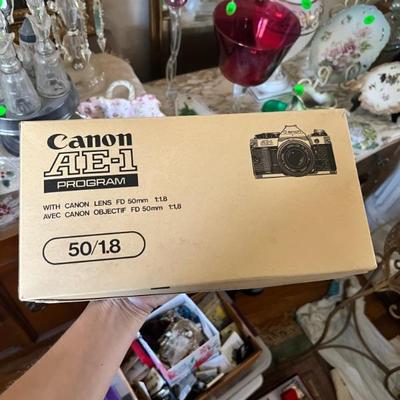 Canon
AE-1
PROGRAM
WITH CANON LENS FD 50mm 1:1.8
AVEC CANON OBJECTIF FD 50mm 1:1,8
50/1.8